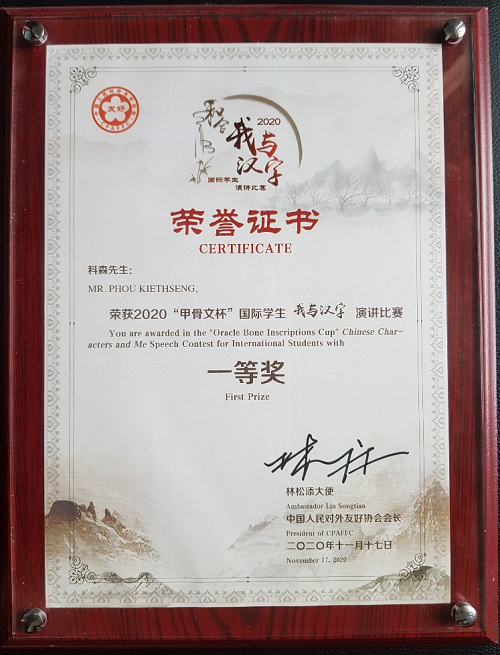 友好
2020
我与
汉字
国际学生
演讲比赛
荣誉证书
CERTIFICATE
科森先生：
MR. PHOU KIETHSENG,
荣获2020“甲骨文杯”国际学生 我与汉字 演讲比赛
You are awarded in the "Oracle Bone Inscriptions Cup" Chinese Char-
acters and Me Speech Contest for International Students with
一等奖
First Prize
林松添大使
Ambassador Lin Songtian
中国人民对外友好协会会长
President of CPAFFC
二〇二〇年十一月十七日
November 17, 2020